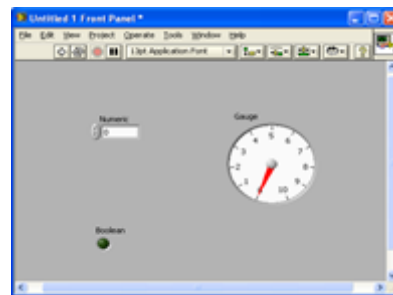 Untitled 1 Front Panel *
File Edit View Project Operate Tools Window Help
13pt Application Font
Numeric
0
Gauge
0 1 2 3 4 5 6 7 8 9 10
Boolean